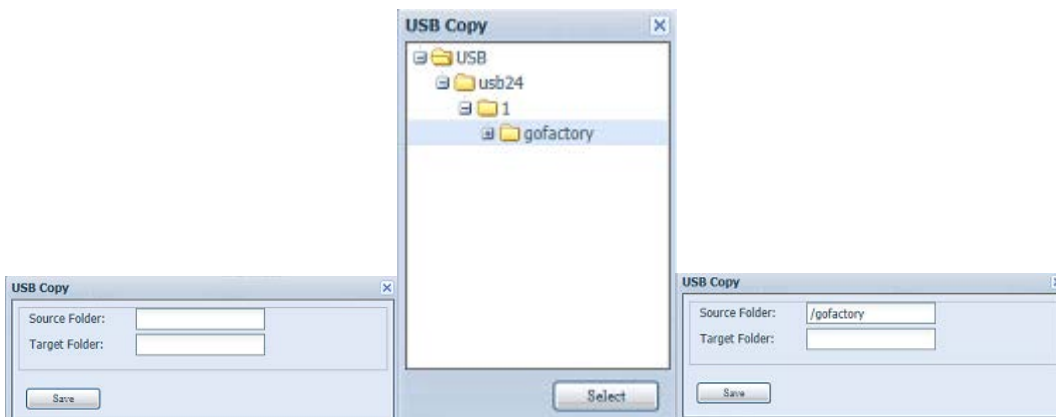 USB Copy
Source Folder:
Target Folder:
Save
USB Copy
USB
usb24
1
gofactory
Select
USB Copy
Source Folder: /gofactory
Target Folder:
Save